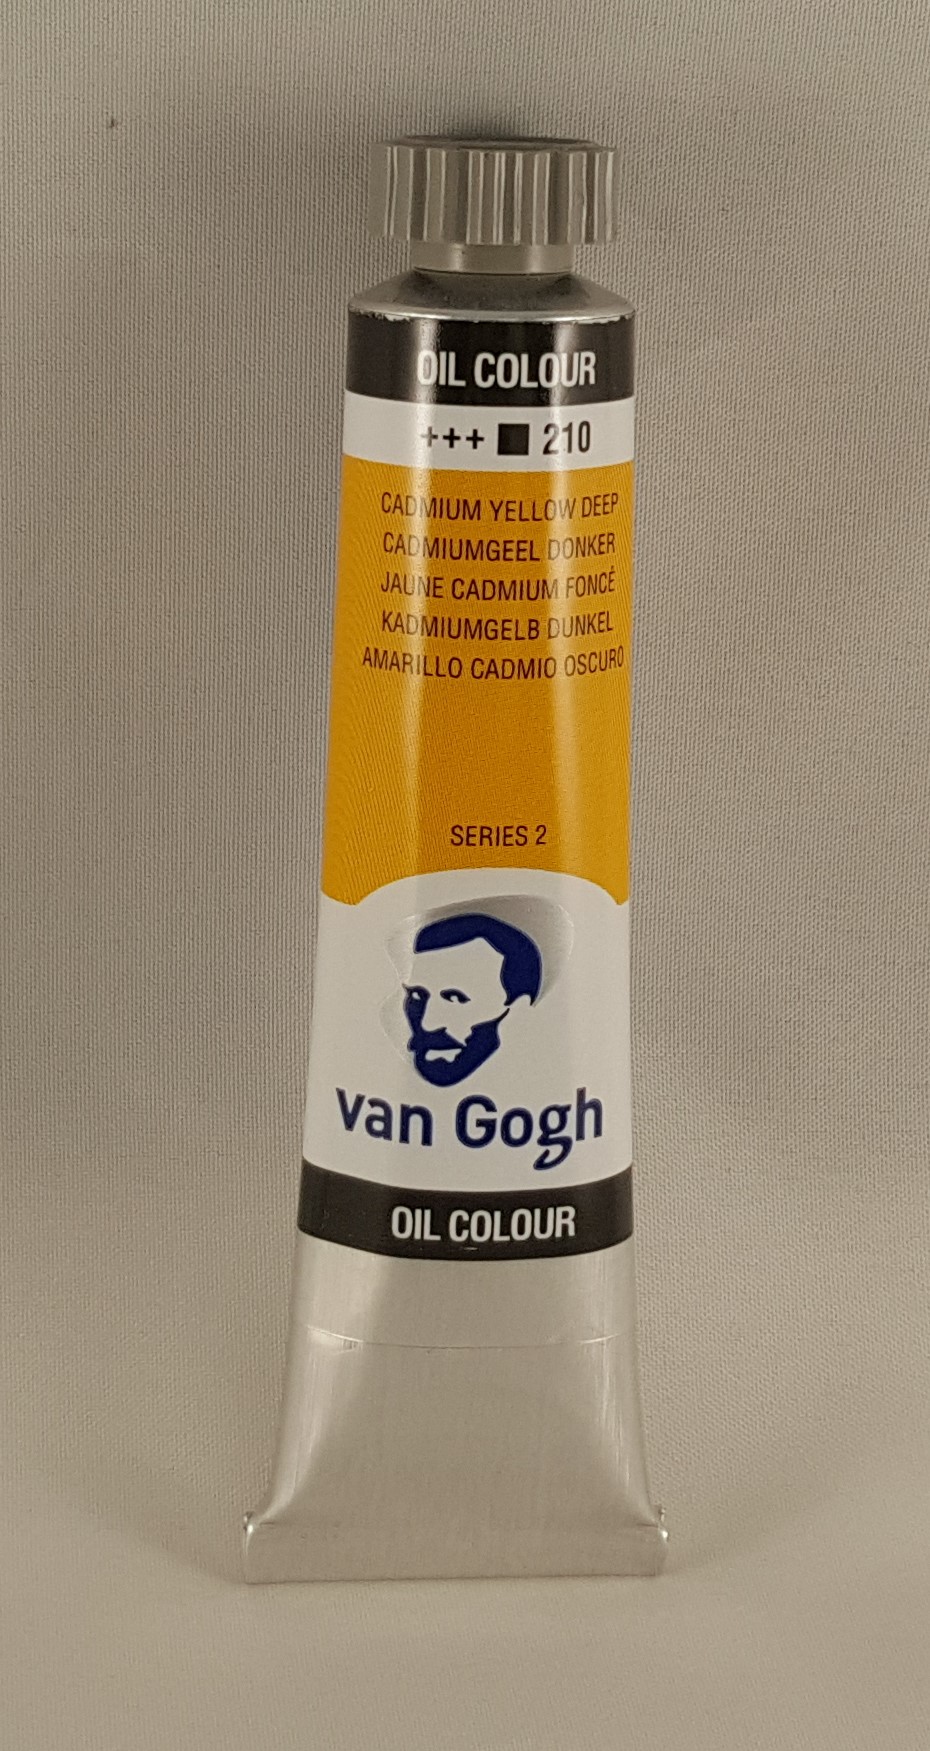 OIL COLOUR
+++ ■ 210
CADMIUM YELLOW DEEP
CADMIUMGEEL DONKER
JAUNE CADMIUM FONCÉ
KADMIUMGELB DUNKEL
AMARILLO CADMIO OSCURO
SERIES 2
van Gogh
OIL COLOUR